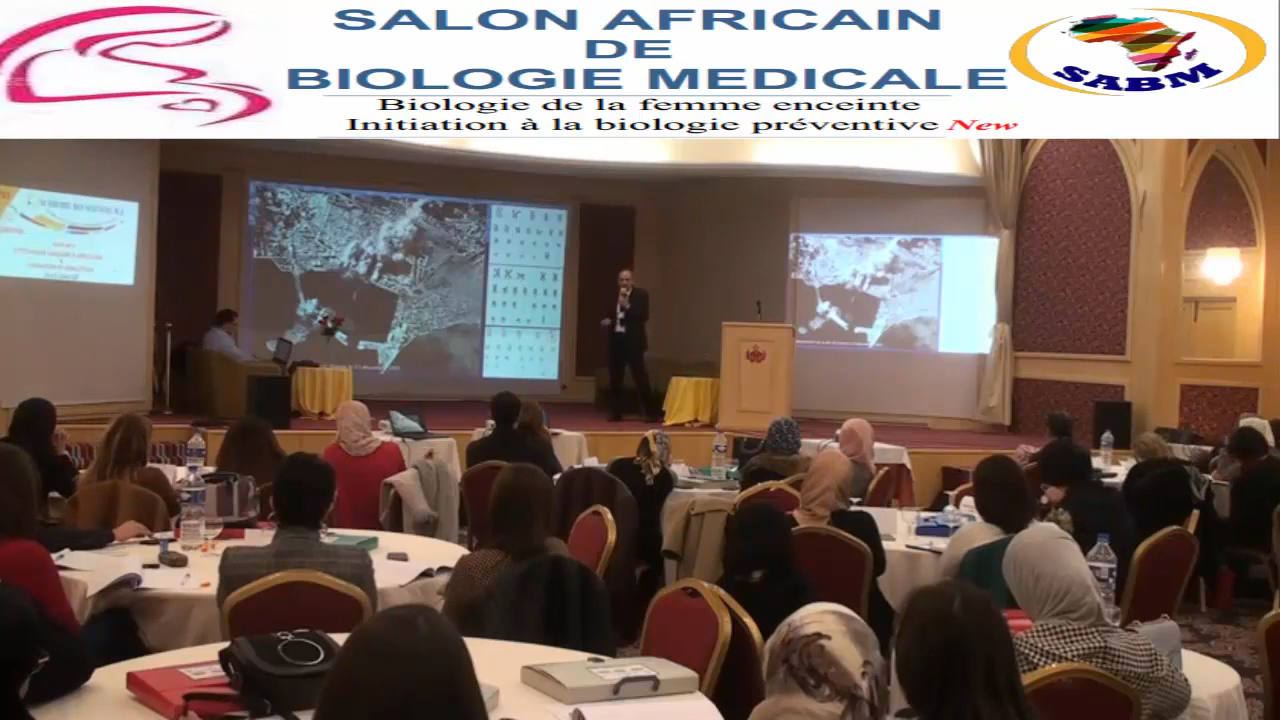 SALON AFRICAIN
DE
BIOLOGIE MEDICALE
Biologie de la femme enceinte
Initiation à la biologie préventive New
SABM